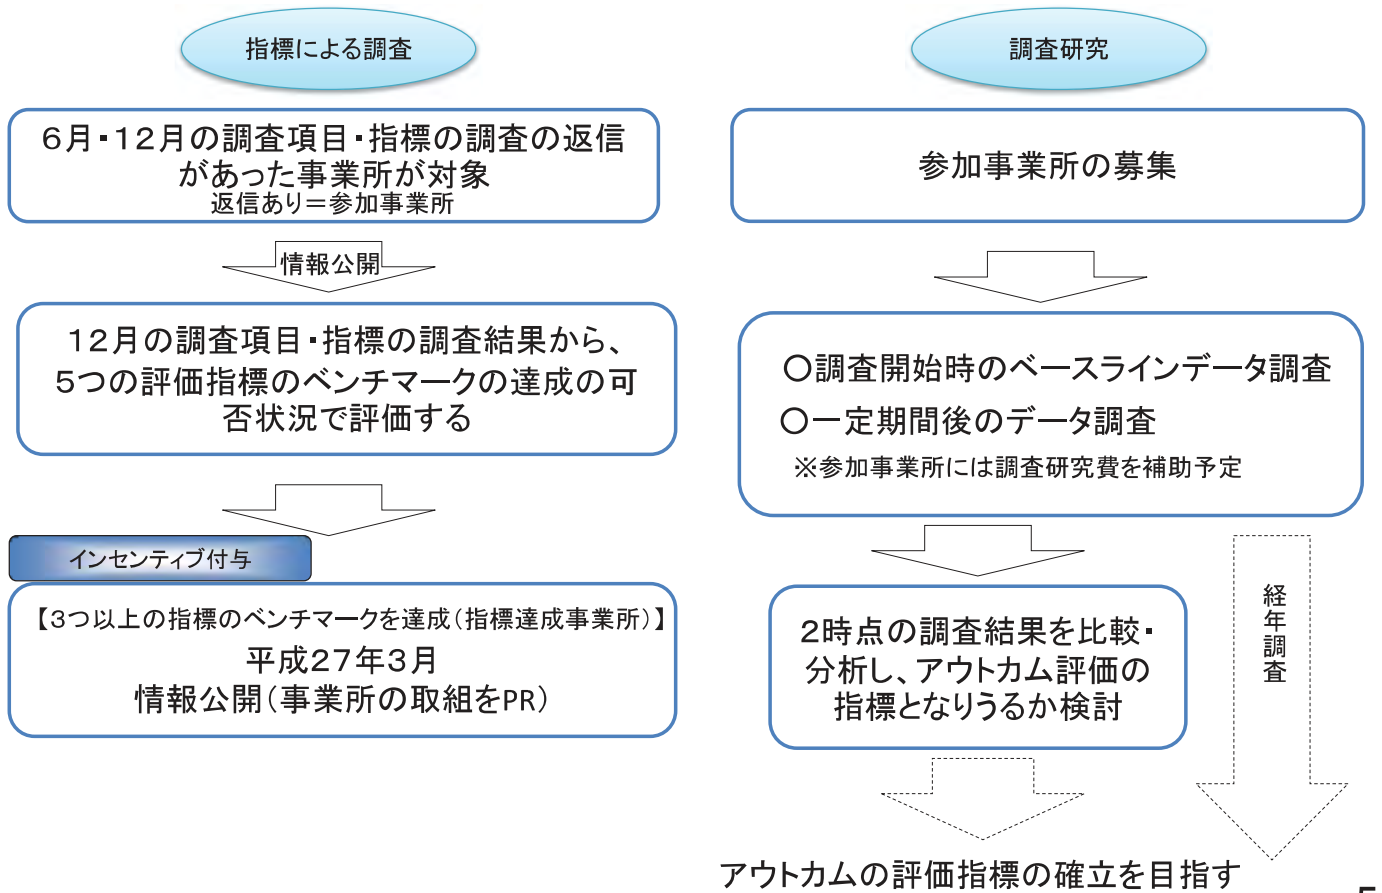 指標による調査
6月・12月の調査項目・指標の調査の返信
があった事業所が対象
返信あり＝参加事業所
情報公開
12月の調査項目・指標の調査結果から、
5つの評価指標のベンチマークの達成の可
否状況で評価する
インセンティブ付与
【3つ以上の指標のベンチマークを達成（指標達成事業所）】
平成27年3月
情報公開（事業所の取組をPR）
調査研究
参加事業所の募集
〇調査開始時のベースラインデータ調査
〇一定期間後のデータ調査
※参加事業所には調査研究費を補助予定
2時点の調査結果を比較・
分析し、アウトカム評価の
指標となりうるか検討
経年調査
アウトカムの評価指標の確立を目指す